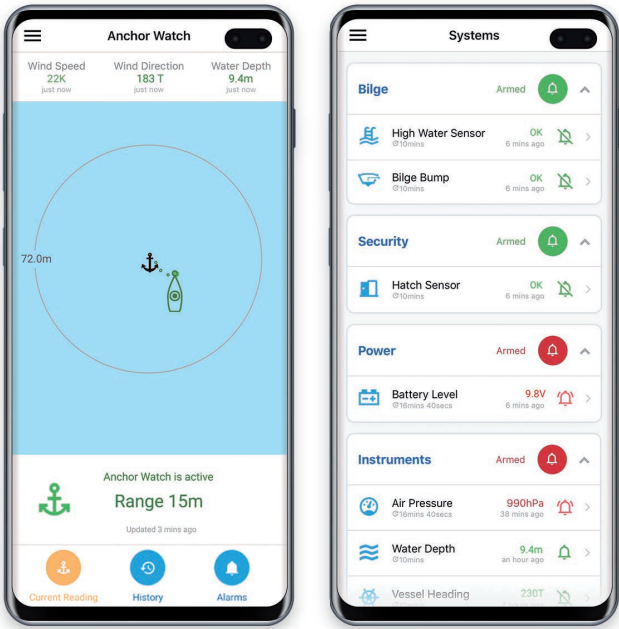 Anchor Watch
Wind Speed
22K
just now
Wind Direction
183 T
just now
Water Depth
9.4m
just now
72.0m
Anchor Watch is active
Range 15m
Updated 3 mins ago
Current Reading
History
Alarms
Systems
Bilge
Armed
High Water Sensor
10mins
OK
6 mins ago
Bilge Bump
10mins
OK
6 mins ago
Security
Armed
Hatch Sensor
10mins
OK
6 mins ago
Power
Armed
Battery Level
16mins 40secs
9.8V
6 mins ago
Instruments
Armed
Air Pressure
16mins 40secs
990hPa
38 mins ago
Water Depth
10mins
9.4m
an hour ago
Vessel Heading
230T